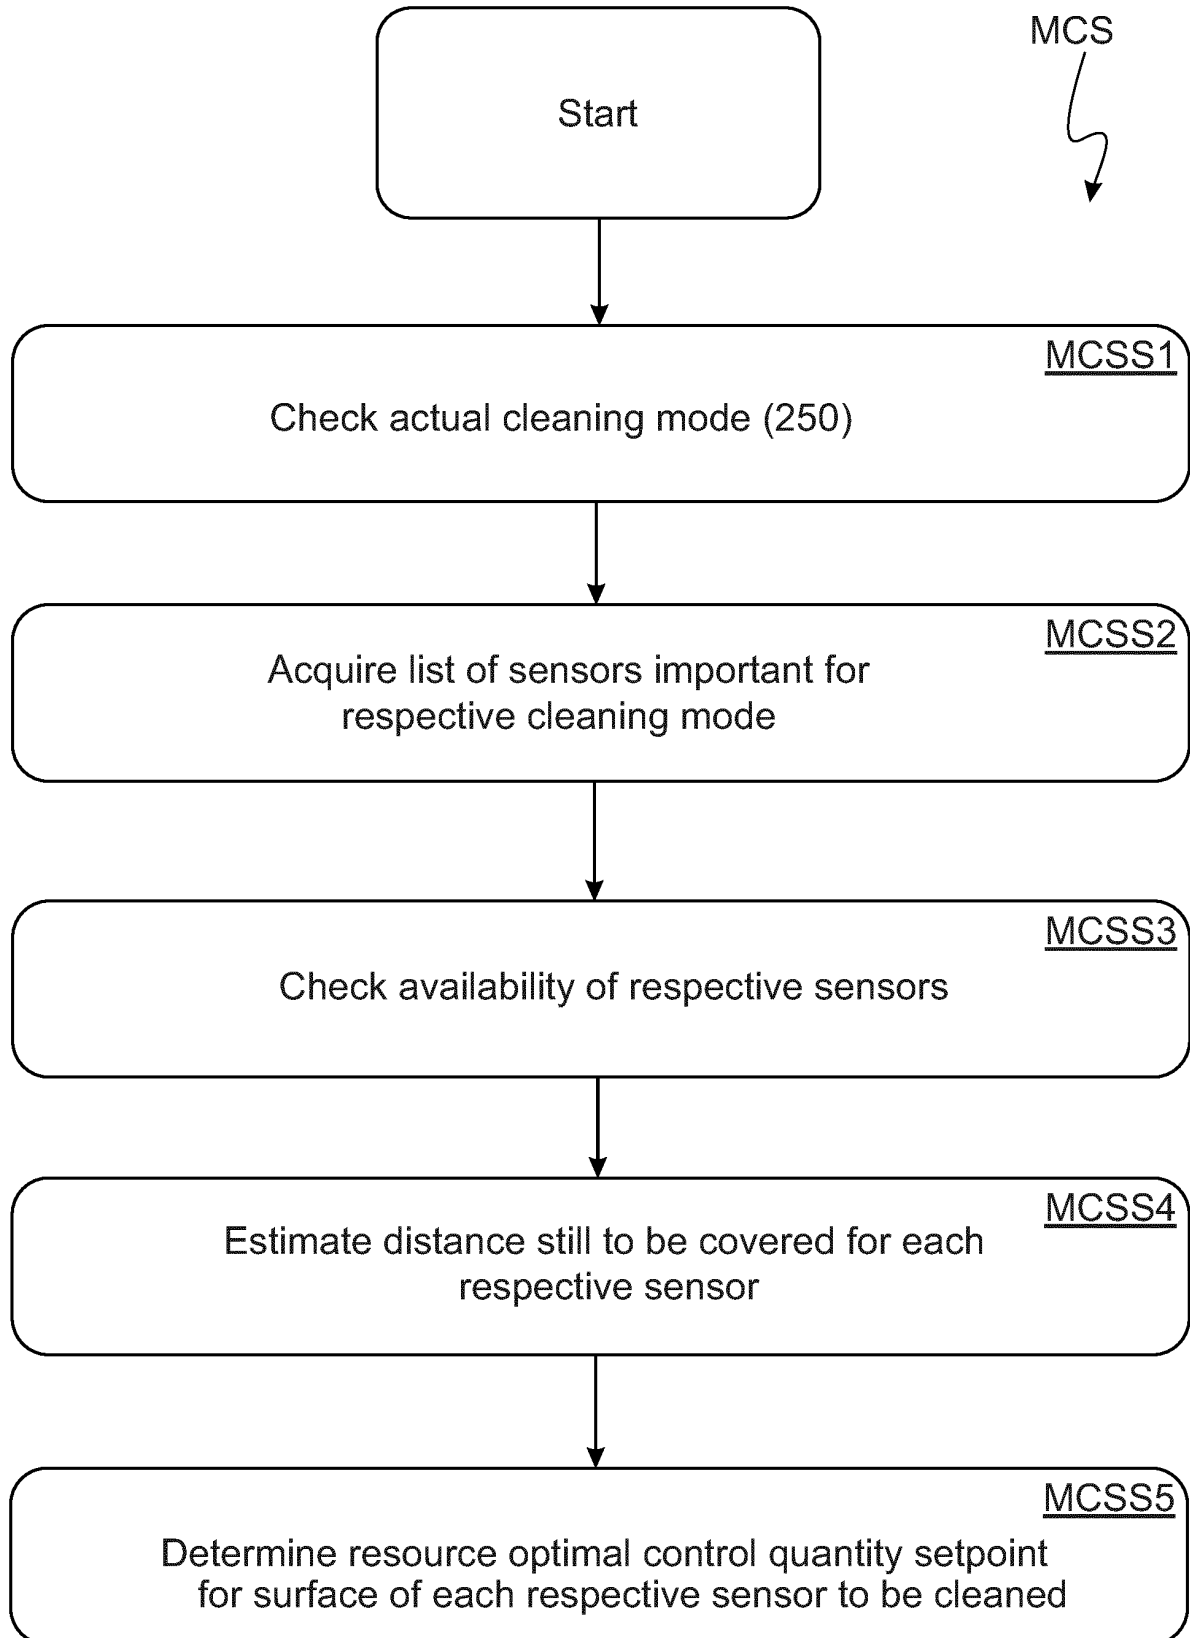 MCS
Start
MCSS1
Check actual cleaning mode (250)
MCSS2
Acquire list of sensors important for
respective cleaning mode
MCSS3
Check availability of respective sensors
MCSS4
Estimate distance still to be covered for each
respective sensor
MCSS5
Determine resource optimal control quantity setpoint
for surface of each respective sensor to be cleaned